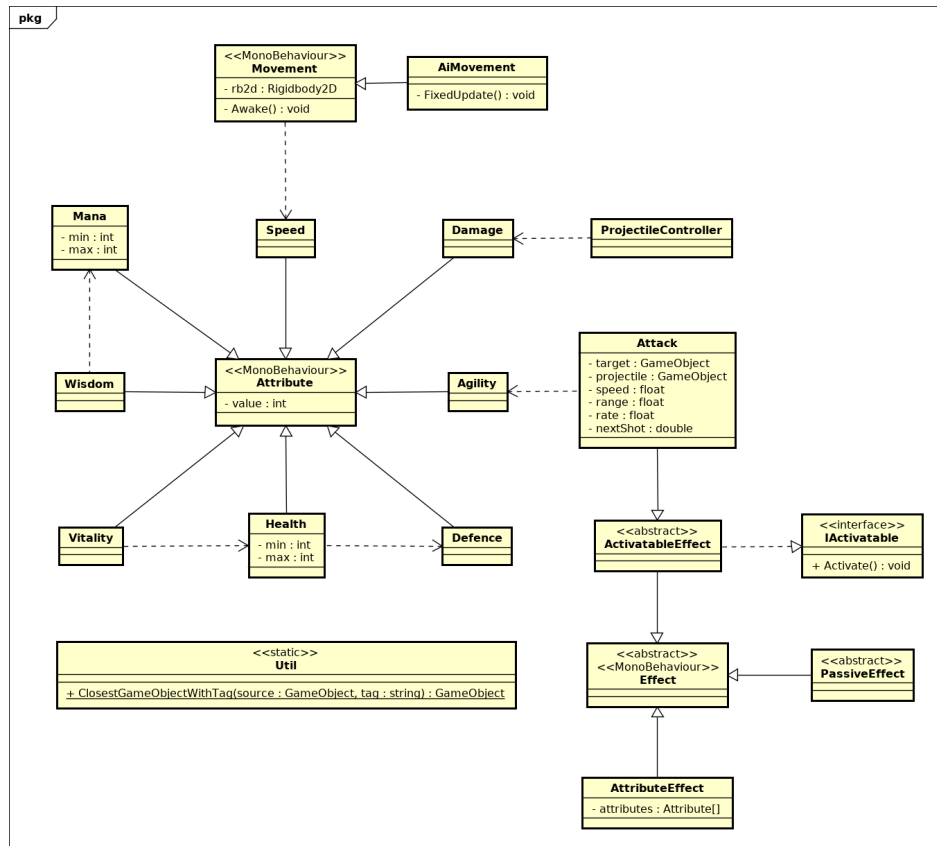 pkg
<<MonoBehaviour>>
Movement
- rb2d : Rigidbody2D
- Awake() : void
AiMovement
- FixedUpdate() : void
Mana
- min : int
- max : int
Speed
Damage
ProjectileController
Wisdom
<<MonoBehaviour>>
Attribute
- value : int
Agility
Attack
- target : GameObject
- projectile : GameObject
- speed : float
- range : float
- rate : float
- nextShot : double
Vitality
Health
- min : int
- max : int
Defence
<<abstract>>
ActivatableEffect
<<interface>>
IActivatable
+ Activate() : void
<<static>>
Util
+ ClosestGameObjectWithTag(source : GameObject, tag : string) : GameObject
<<abstract>>
<<MonoBehaviour>>
Effect
<<abstract>>
PassiveEffect
AttributeEffect
- attributes : Attribute[]